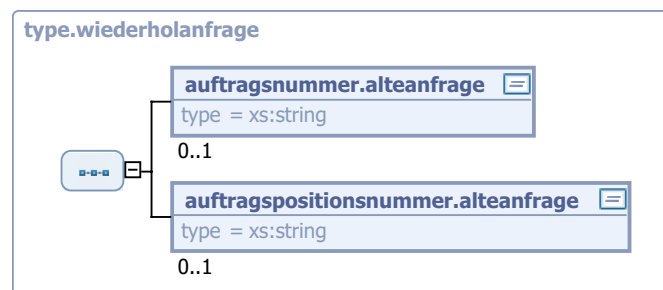 type.wiederholanfrage
auftragsnummer.alteanfrage
type = xs:string
0..1
auftragspositionsnummer.alteanfrage
type = xs:string
0..1